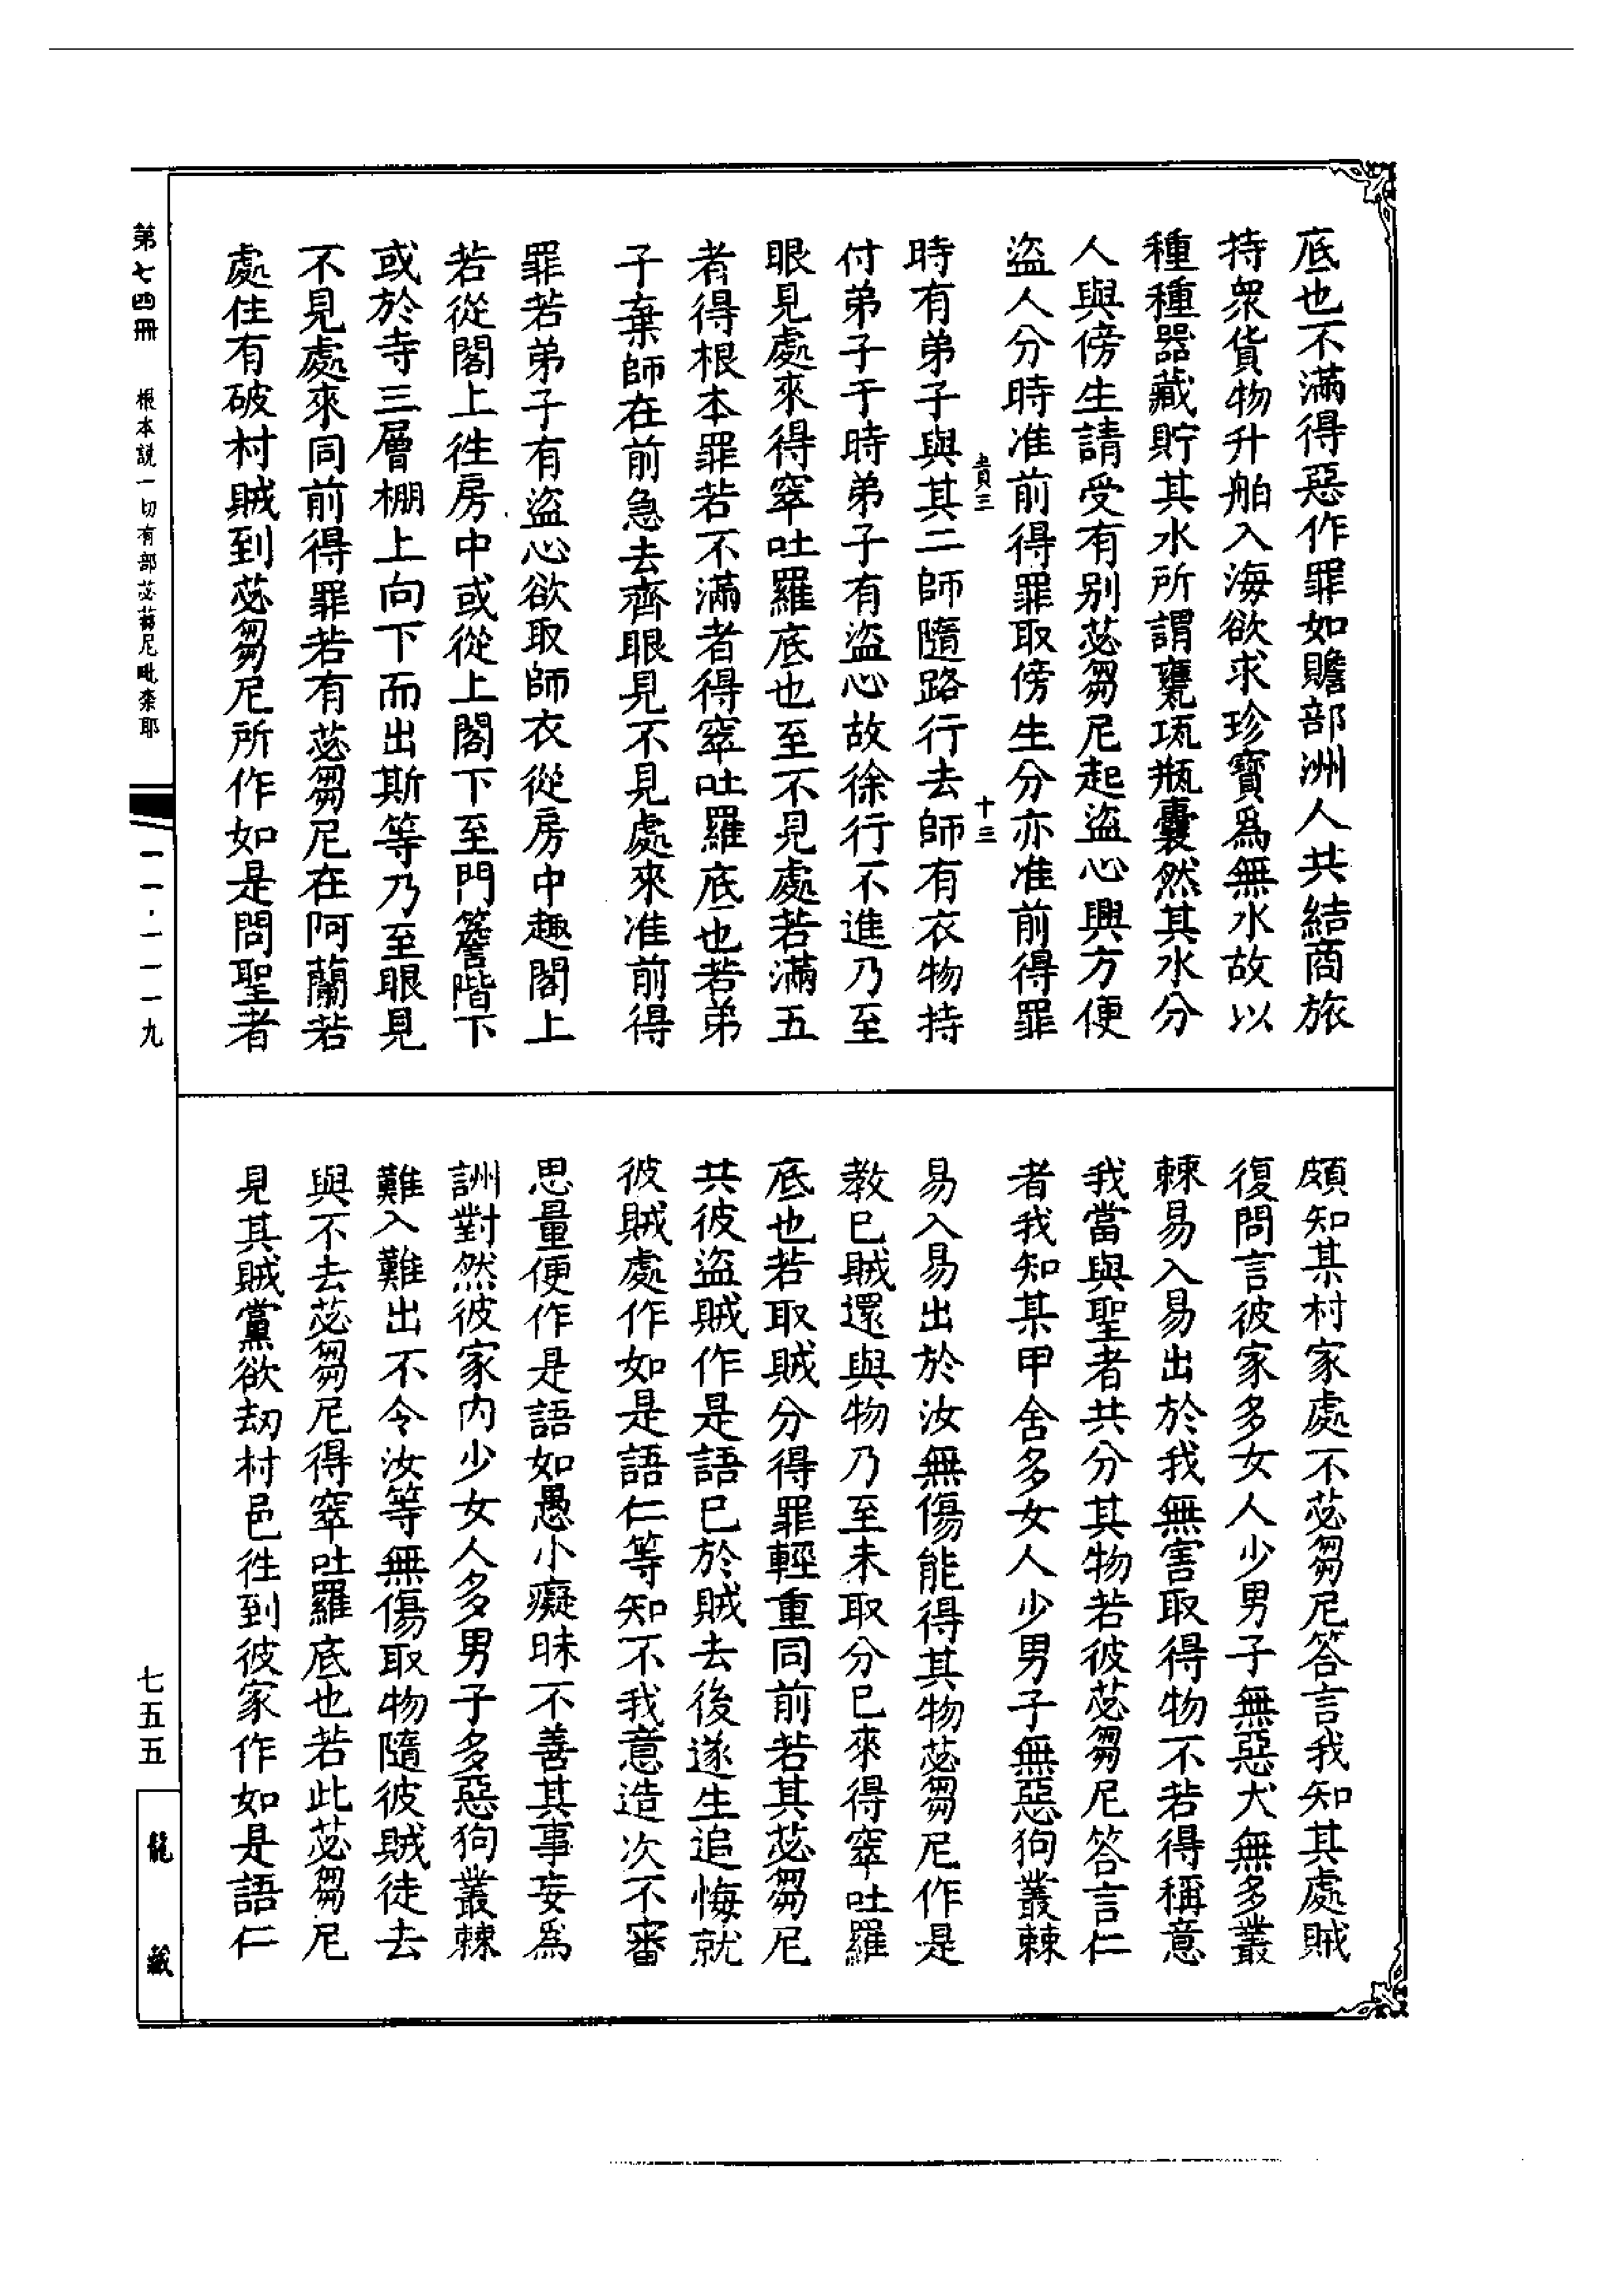 底也不滿得惡作罪如贍部洲人共結商旅
持衆貨物升舶入海欲求珍寶爲無水故以
種種器藏貯其水所謂甕瓨瓶囊然其水分
人與傍生請受有别苾芻尼起盜心興方便
盜人分時准前得罪取傍生分亦准前得罪
貴三 十三
時有弟子與其二師隨路行去師有衣物持
付弟子于時弟子有盜心故徐行不進乃至
眼見處來得窣吐羅底也至不見處若滿五
者得根本罪若不滿者得窣吐羅底也若弟
子棄師在前急去齊眼見不見處來准前得
罪若弟子有盜心欲取師衣從房中趣閣上
若從閣上徃房中或從上閣下至門簷階下
或於寺三層棚上向下而出斯等乃至眼見
不見處來同前得罪若有苾芻尼在阿蘭若
處住有破村賊到苾芻尼所作如是問聖者
頗知某村家處不苾芻尼答言我知其處賊
復問言彼家多女人少男子無惡犬無多叢
棘易入易出於我無害取得物不若得稱意
我當與聖者共分其物若彼苾芻尼答言仁
者我知某甲舍多女人少男子無惡狗叢棘
易入易出於汝無傷能得其物苾芻尼作是
教已賊還與物乃至未取分已來得窣吐羅
底也若取賊分得罪輕重同前若其苾芻尼
共彼盜賊作是語已於賊去後遂生追悔就
彼賊處作如是語仁等知不我意造次不審
思量便作是語如愚小癡昧不善其事妄爲
詶對然彼家内少女人多男子多惡狗叢棘
難入難出不令汝等無傷取物隨彼賊徒去
與不去苾芻尼得窣吐羅底也若此苾芻尼
見其賊黨欲劫村邑徃到彼家作如是語仁
第七四冊 根本説一切有部苾芻尼毗柰耶
一一·一一一九
七五五
龍藏